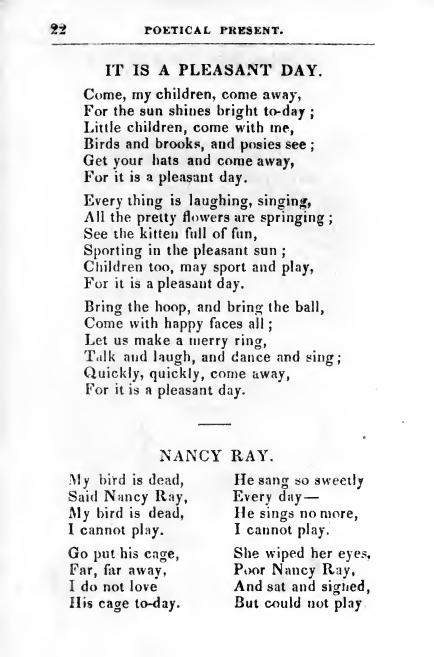 22 POETICAL PRESENT.
IT IS A PLEASANT DAY.
Come, my children, come away,
For the sun shines bright to-day ;
Little children, come with me,
Birds and brooks, and posies see ;
Get your hats and come away,
For it is a pleasant day.
Every thing is laughing, singing,
All the pretty flowers are springing ;
See the kitten full of fun,
Sporting in the pleasant sun ;
Children too, may sport and play,
For it is a pleasant day.
Bring the hoop, and bring the ball,
Come with happy faces all ;
Let us make a merry ring,
Talk and laugh, and dance and sing ;
Quickly, quickly, come away,
For it is a pleasant day.
NANCY RAY.
My bird is dead,
Said Nancy Ray,
My bird is dead,
I cannot play.
Go put his cage,
Far, far away,
I do not love
His cage to-day.
He sang so sweetly
Every day—
He sings no more,
I cannot play.
She wiped her eyes,
Poor Nancy Ray,
And sat and sighed,
But could not play